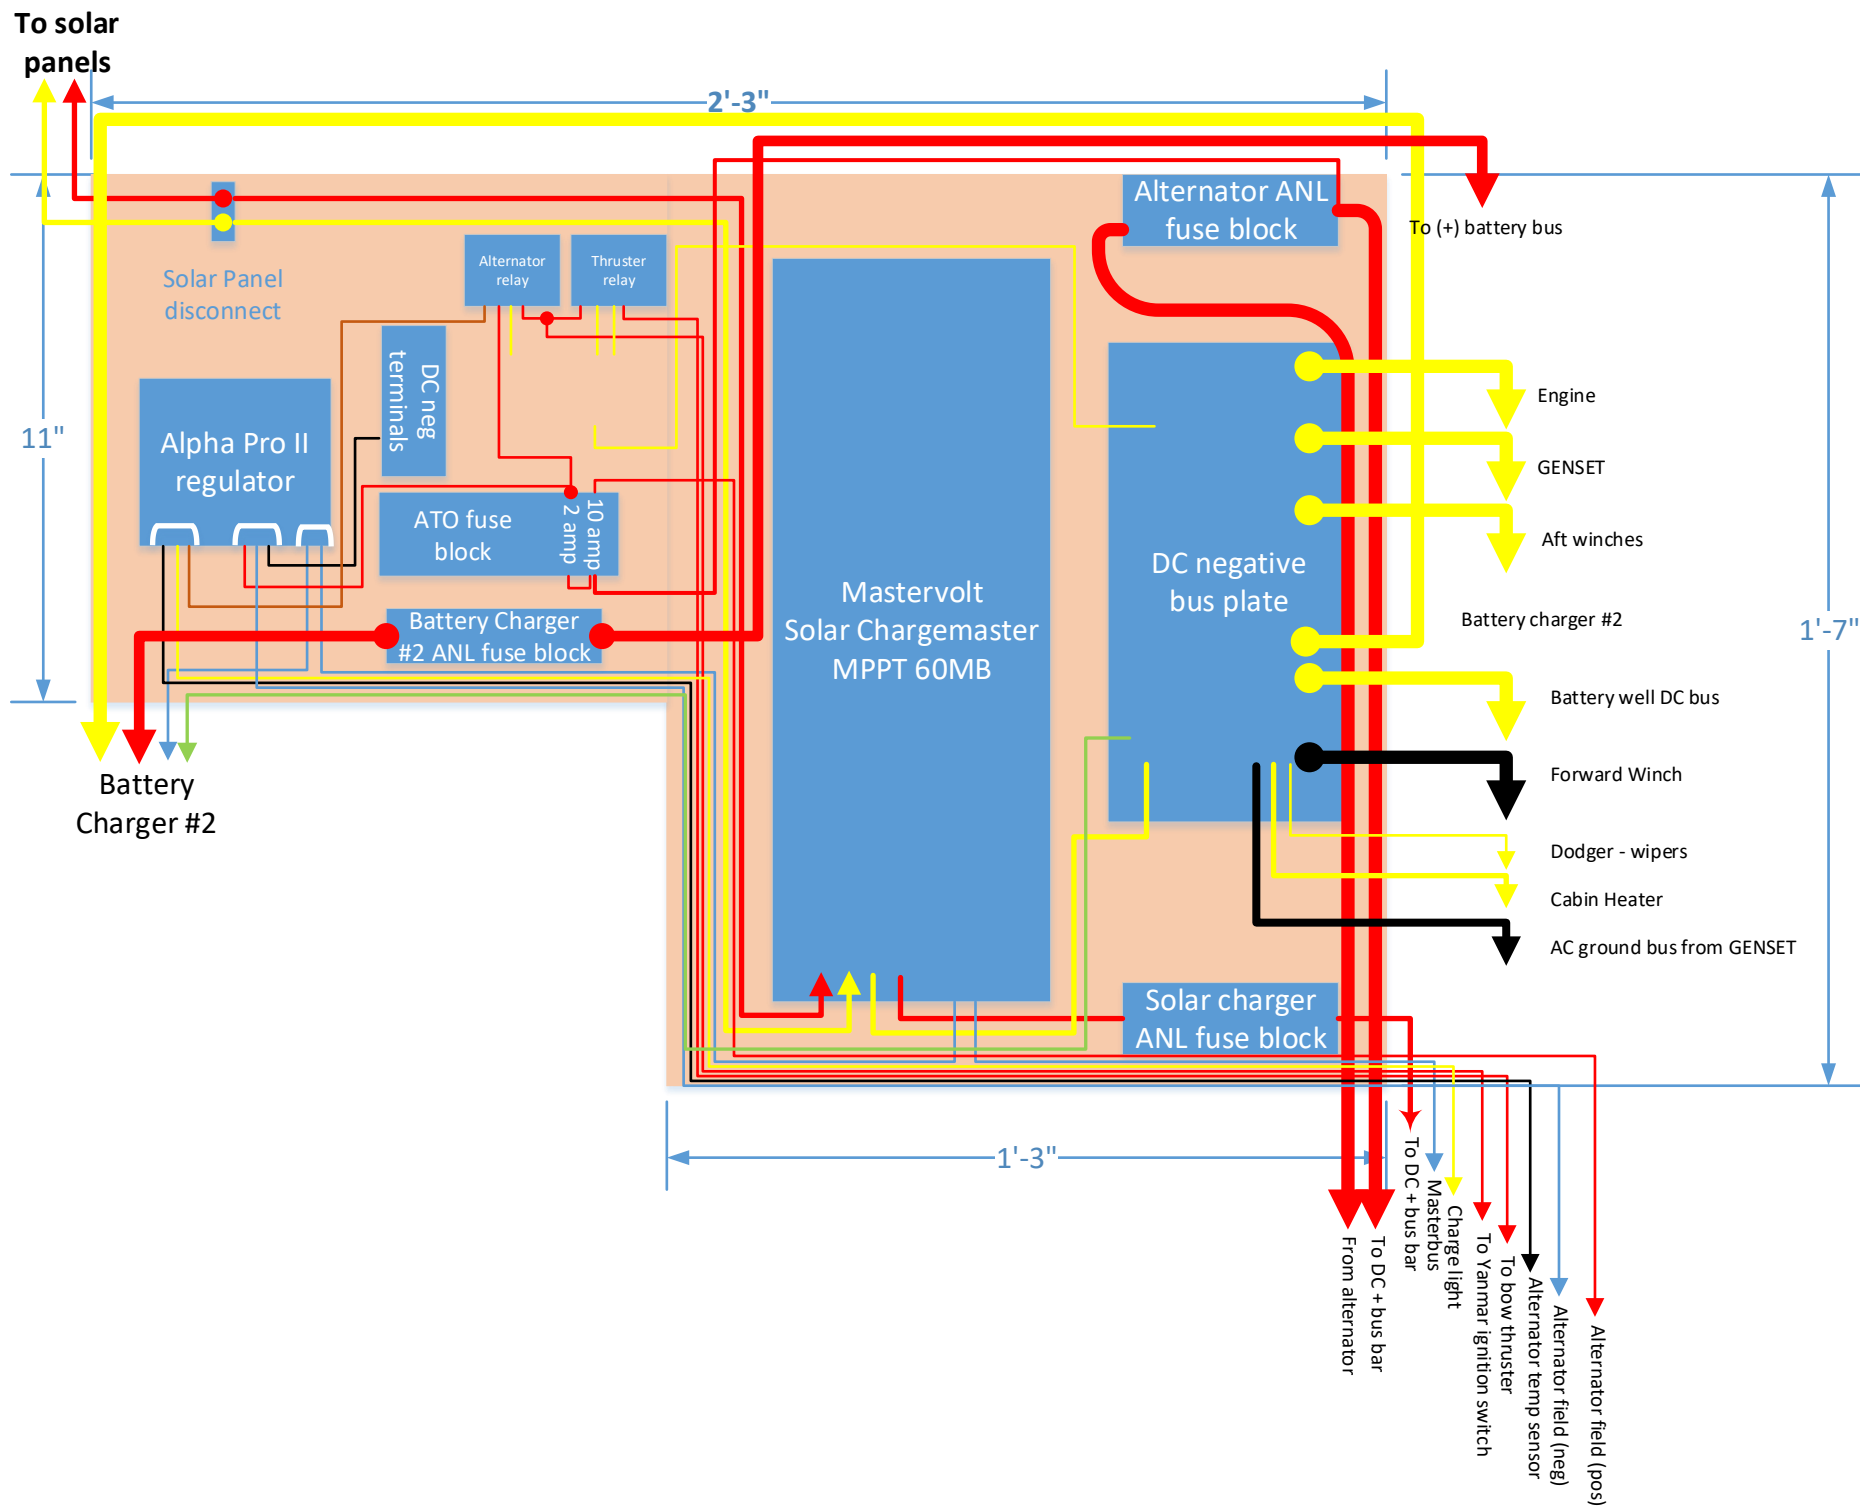 To solar
panels
2'-3"
Alternator ANL
fuse block
To (+) battery bus
Alternator
relay
Thruster
relay
Solar Panel
disconnect
DC neg
terminals
11"
Alpha Pro II
regulator
ATO fuse
block
10 amp
2 amp
Engine
GENSET
Aft winches
DC negative
bus plate
Mastervolt
Solar Chargemaster
MPPT 60MB
Battery Charger
#2 ANL fuse block
Battery charger #2
1'-7"
Battery well DC bus
Forward Winch
Battery
Charger #2
Dodger - wipers
Cabin Heater
AC ground bus from GENSET
Solar charger
ANL fuse block
1'-3"
From alternator
To DC + bus bar
To DC + bus bar
Masterbus
Charge light
To Yanmar ignition switch
To bow thruster
Alternator temp sensor
Alternator field (neg)
Alternator field (pos)